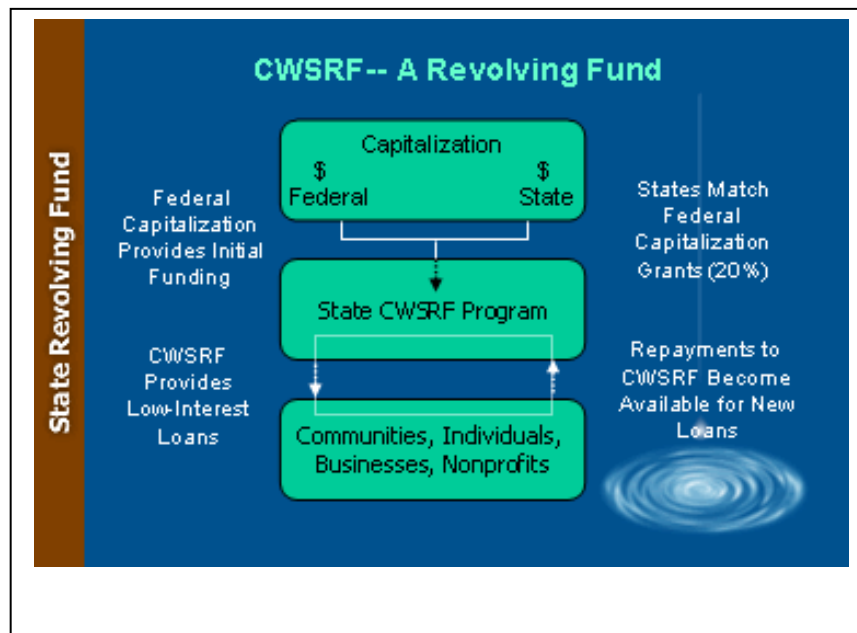 State Revolving Fund
CWSRF-- A Revolving Fund
Capitalization
$ $
Federal State
Federal
Capitalization
Provides Initial
Funding
States Match
Federal
Capitalization
Grants (20%)
State CWSRF Program
CWSRF
Provides
Low-Interest
Loans
Repayments to
CWSRF Become
Available for New
Loans
Communities, Individuals,
Businesses, Nonprofits